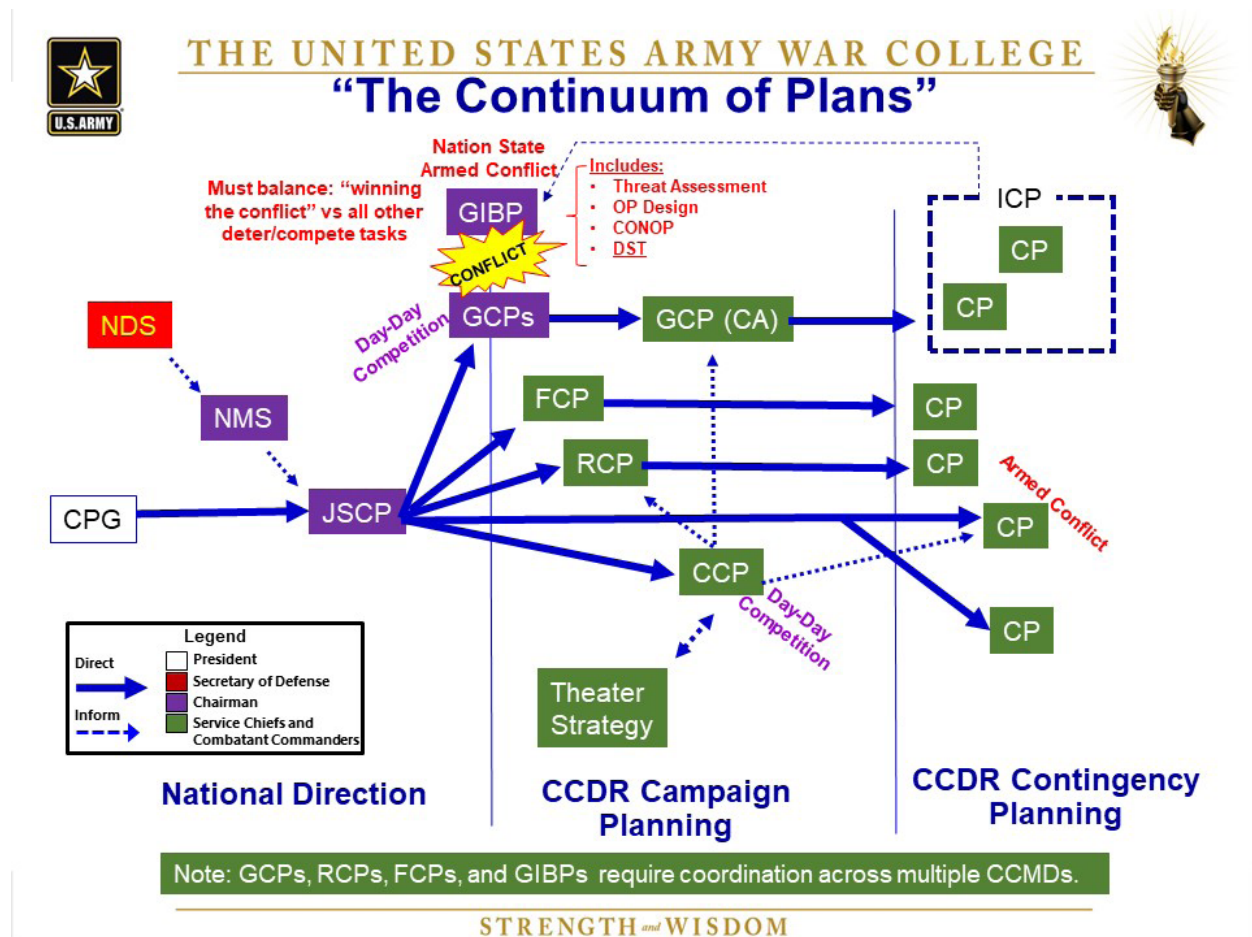 THE UNITED STATES ARMY WAR COLLEGE
“The Continuum of Plans”
U.S.ARMY
Nation State
Armed Conflict
Must balance: “winning
the conflict” vs all other
deter/compete tasks
GIBP
CONFLICT
Includes:
• Threat Assessment
• OP Design
• CONOP
• DST
ICP
CP
CP
NDS
Day-Day
Competition
GCPs
GCP (CA)
NMS
FCP
CP
RCP
CP
CPG
JSCP
Armed Conflict
CP
CCP
Day-Day
Competition
CP
Theater
Strategy
Legend
Direct
Inform
President
Secretary of Defense
Chairman
Service Chiefs and
Combatant Commanders
National Direction
CCDR Campaign
Planning
CCDR Contingency
Planning
Note: GCPs, RCPs, FCPs, and GIBPs require coordination across multiple CCMDs.
STRENGTH and WISDOM